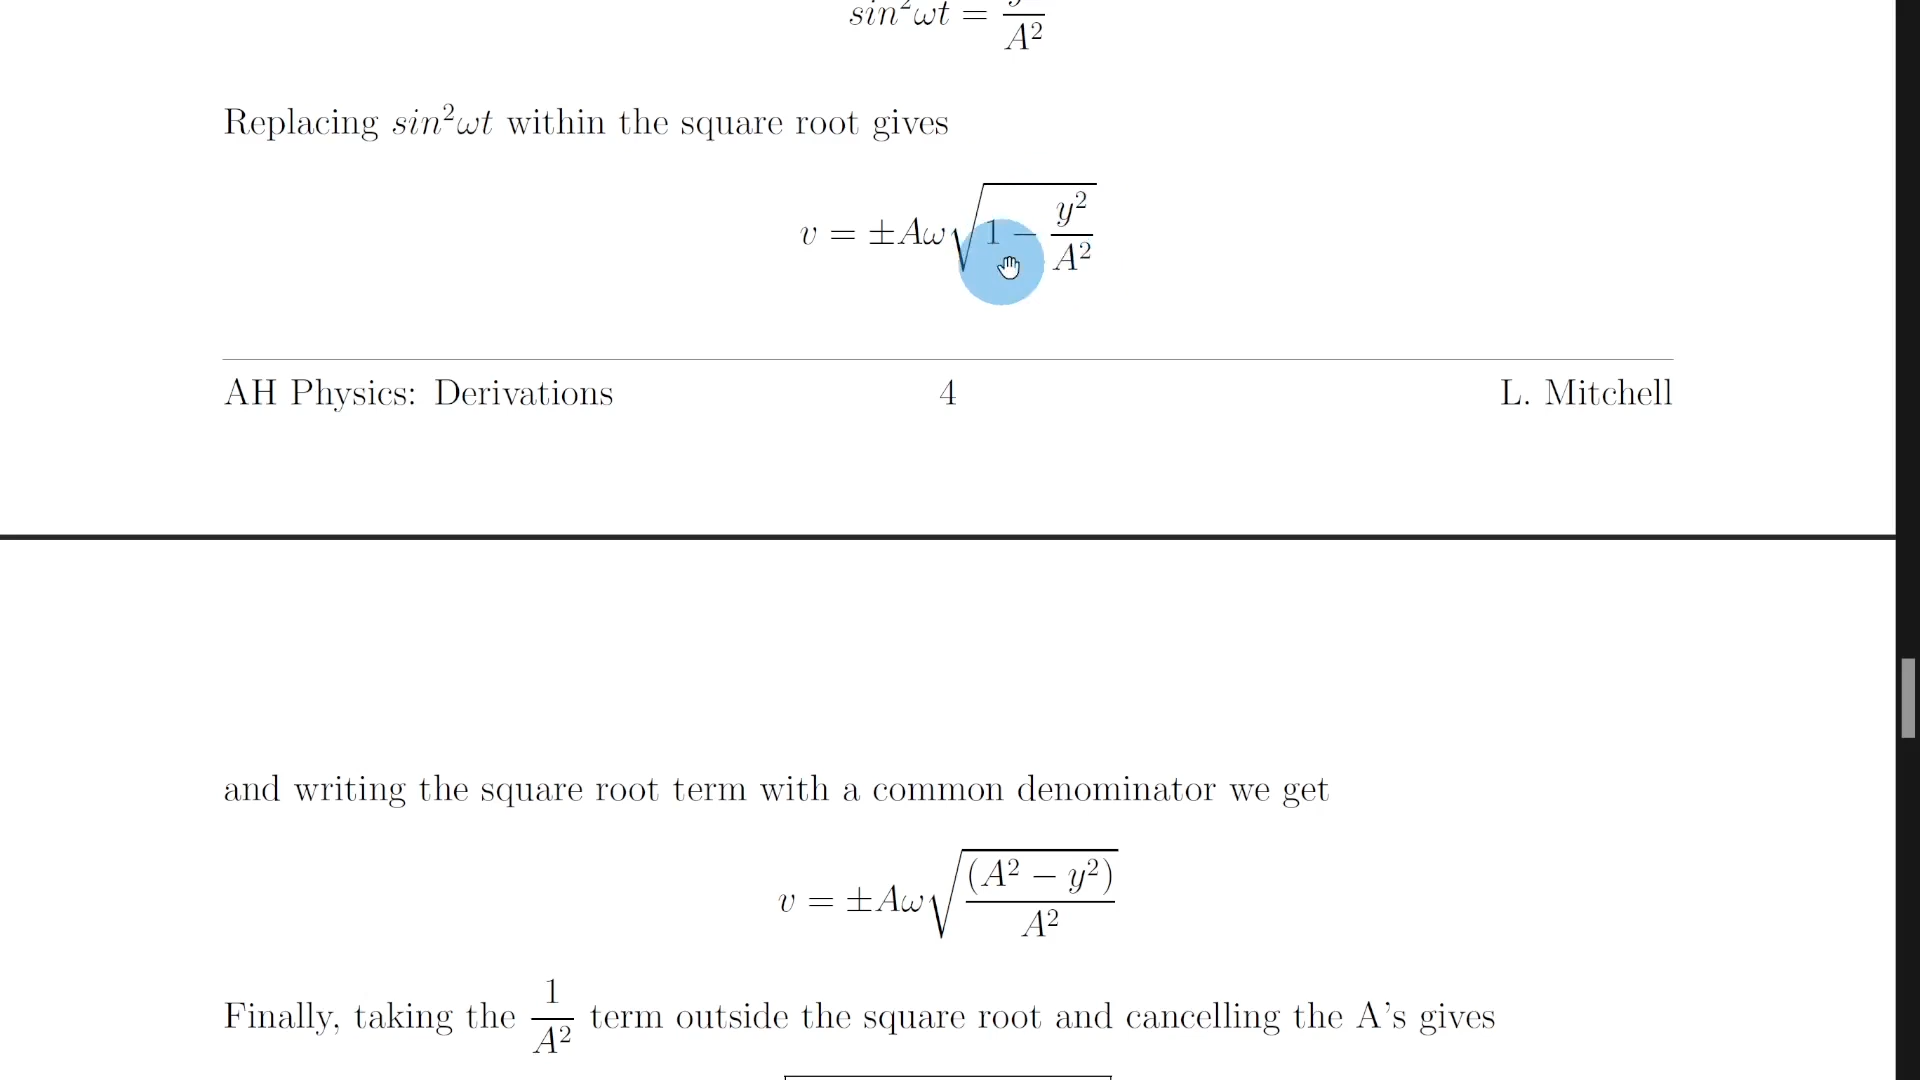 sin²ωt = y²/A²
Replacing sin²ωt within the square root gives
v = ±Aω√(1 − y²/A²)
AH Physics: Derivations 4 L. Mitchell
and writing the square root term with a common denominator we get
v = ±Aω√((A² − y²)/A²)
Finally, taking the 1/A² term outside the square root and cancelling the A's gives